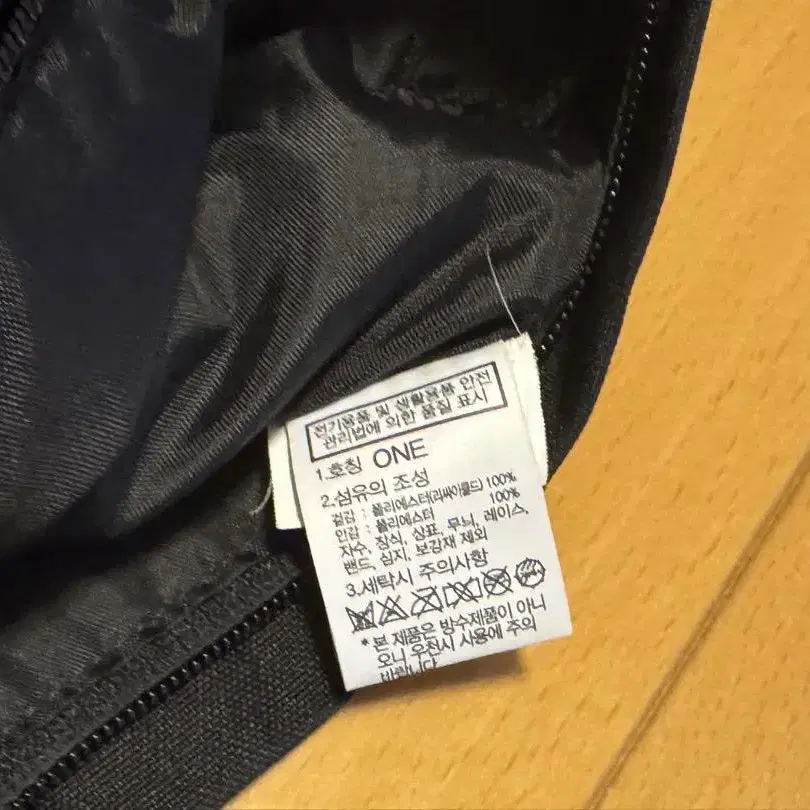 전기용품 및 생활용품 안전
관리법에 의한 품질 표시
1.호칭 ONE
2.섬유의 조성
겉감 : 폴리에스터(리싸이클드) 100%
안감 : 폴리에스터 100%
자수, 장식, 상표, 무늬, 레이스,
밴드, 심지, 보강재 제외
3.세탁시 주의사항
* 본 제품은 방수제품이 아니
오니 우천시 사용에 주의
바랍니다